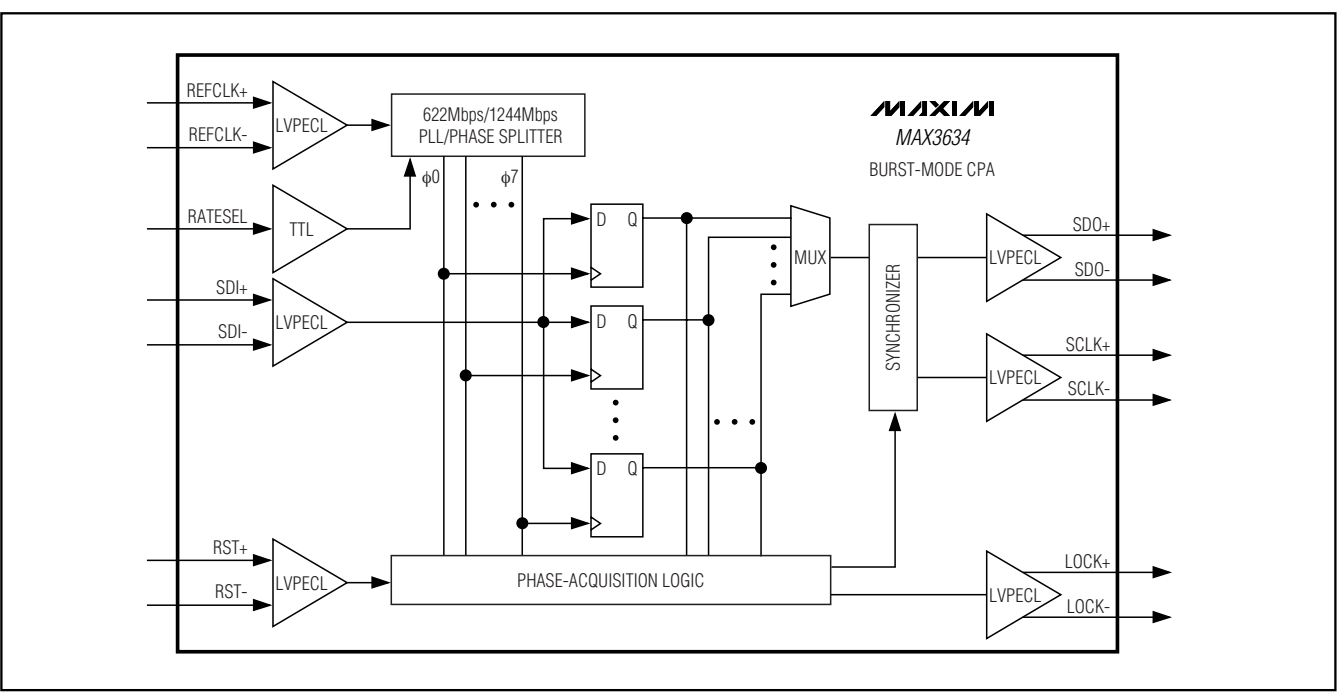 REFCLK+
REFCLK-
LVPECL
622Mbps/1244Mbps
PLL/PHASE SPLITTER
MAXIM
MAX3634
BURST-MODE CPA
RATESEL
TTL
ϕ0
ϕ7
SDI+
SDI-
LVPECL
D Q
D Q
D Q
MUX
SYNCHRONIZER
LVPECL
SDO+
SDO-
LVPECL
SCLK+
SCLK-
RST+
RST-
LVPECL
PHASE-ACQUISITION LOGIC
LVPECL
LOCK+
LOCK-